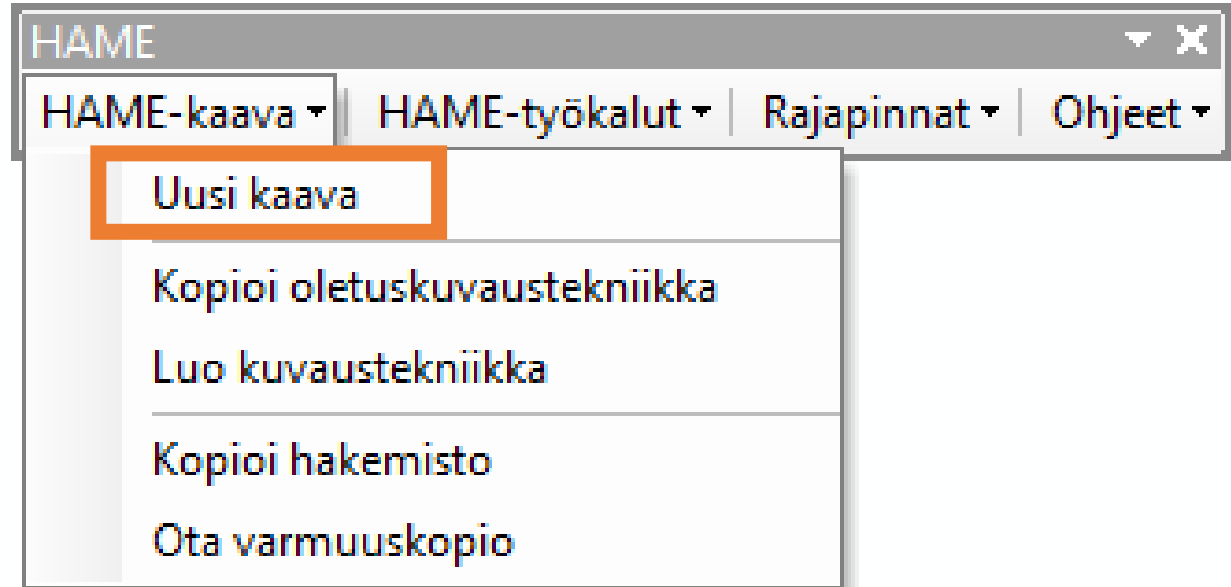 HAME
HAME-kaava HAME-työkalut Rajapinnat Ohjeet
Uusi kaava
Kopioi oletuskuvaustekniikka
Luo kuvaustekniikka
Kopioi hakemisto
Ota varmuuskopio